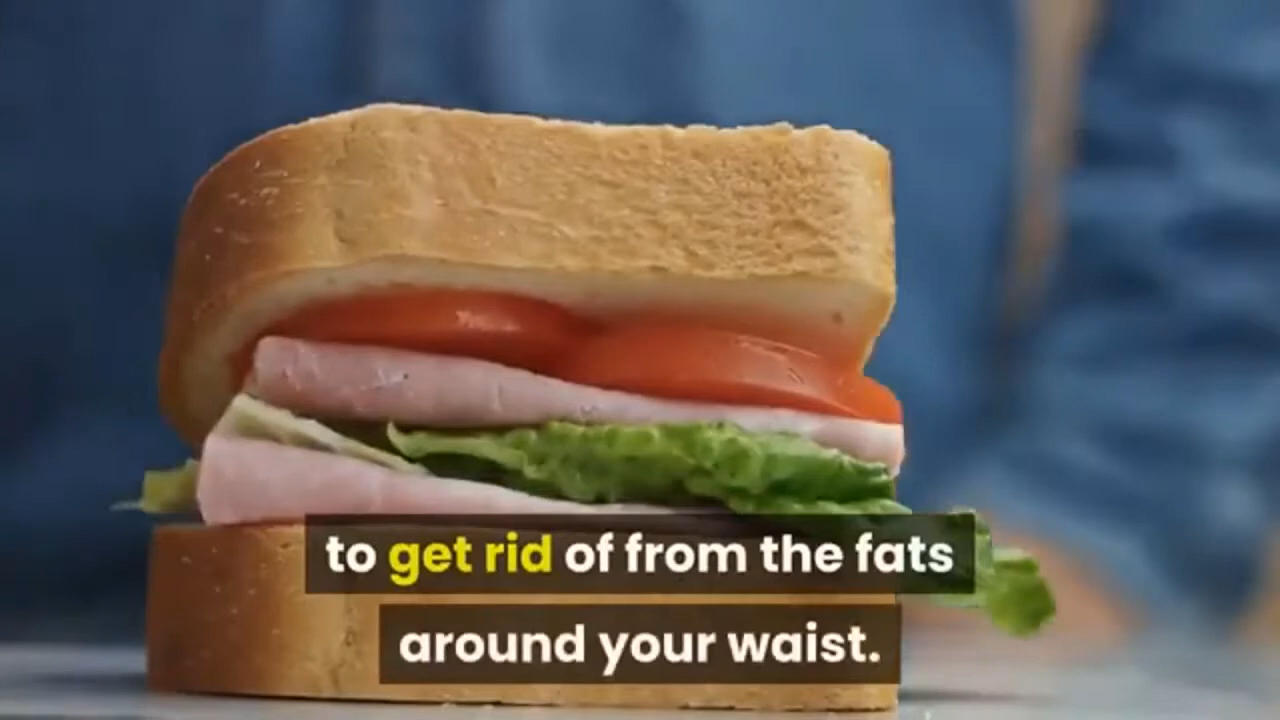 to get rid of from the fats
around your waist.